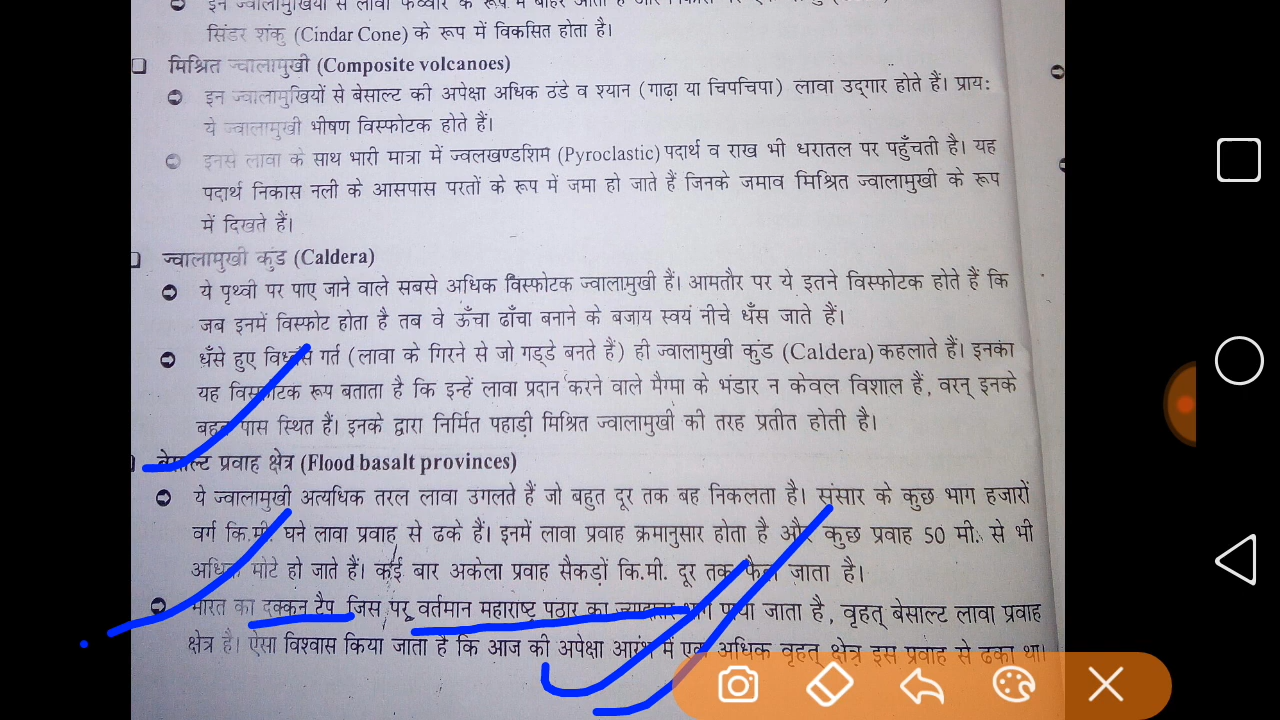 सिंडर शंकु (Cindar Cone) के रूप में विकसित होता है।
मिश्रित ज्वालामुखी (Composite volcanoes)
इन ज्वालामुखियों से बेसाल्ट की अपेक्षा अधिक ठंडे व श्यान (गाढ़ा या चिपचिपा) लावा उद्‌गार होते हैं। प्रायः
ये ज्वालामुखी भीषण विस्फोटक होते हैं।
इनसे लावा के साथ भारी मात्रा में ज्वलखण्डाशिम (Pyroclastic) पदार्थ व राख भी धरातल पर पहुँचती है। यह
पदार्थ निकास नली के आसपास परतों के रूप में जमा हो जाते हैं जिनके जमाव मिश्रित ज्वालामुखी के रूप
में दिखते हैं।
ज्वालामुखी कुंड (Caldera)
ये पृथ्वी पर पाए जाने वाले सबसे अधिक विस्फोटक ज्वालामुखी हैं। आमतौर पर ये इतने विस्फोटक होते हैं कि
जब इनमें विस्फोट होता है तब वे ऊँचा ढाँचा बनाने के बजाय स्वयं नीचे धँस जाते हैं।
धँसे हुए विध्वंस गर्त (लावा के गिरने से जो गड्डे बनते हैं) ही ज्वालामुखी कुंड (Caldera) कहलाते हैं। इनका
यह विस्फोटक रूप बताता है कि इन्हें लावा प्रदान करने वाले मैग्मा के भंडार न केवल विशाल हैं, वरन् इनके
बहुत पास स्थित हैं। इनके द्वारा निर्मित पहाड़ी मिश्रित ज्वालामुखी की तरह प्रतीत होती है।
बेसाल्ट प्रवाह क्षेत्र (Flood basalt provinces)
ये ज्वालामुखी अत्यधिक तरल लावा उगलते हैं जो बहुत दूर तक बह निकलता है। संसार के कुछ भाग हजारों
वर्ग कि.मी. घने लावा प्रवाह से ढके हैं। इनमें लावा प्रवाह क्रमानुसार होता है और कुछ प्रवाह 50 मी. से भी
अधिक मोटे हो जाते हैं। कई बार अकेला प्रवाह सैकड़ों कि.मी. दूर तक फैल जाता है।
भारत का दक्कन ट्रैप जिस पर वर्तमान महाराष्ट्र पठार का ज्यादातर भाग पाया जाता है, वृहत् बेसाल्ट लावा प्रवाह
क्षेत्र है। ऐसा विश्वास किया जाता है कि आज की अपेक्षा आरंभ में एक अधिक वृहत् क्षेत्र इस प्रवाह से ढका था।